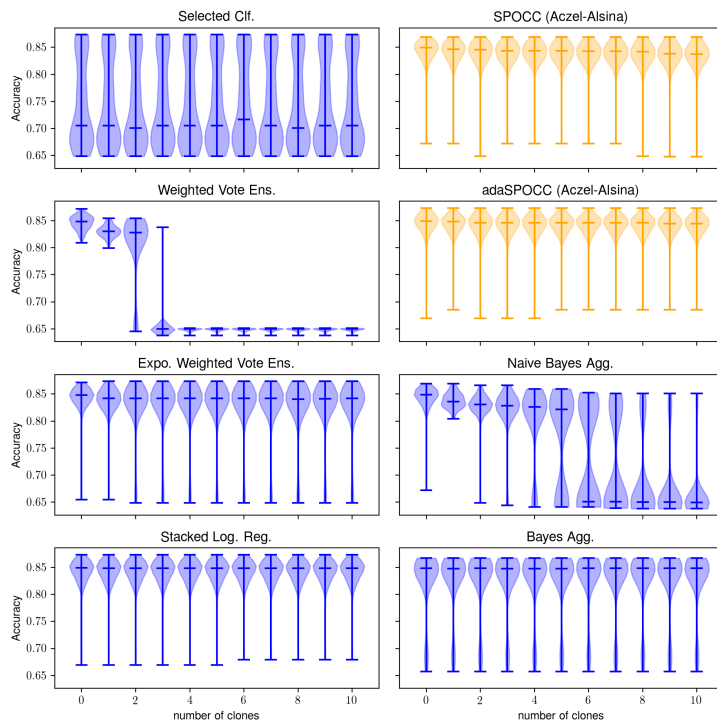 Selected Clf.
SPOCC (Aczel-Alsina)
Accuracy
0.85
0.80
0.75
0.70
0.65
Weighted Vote Ens.
adaSPOCC (Aczel-Alsina)
Accuracy
0.85
0.80
0.75
0.70
0.65
Expo. Weighted Vote Ens.
Naive Bayes Agg.
Accuracy
0.85
0.80
0.75
0.70
0.65
Stacked Log. Reg.
Bayes Agg.
Accuracy
0.85
0.80
0.75
0.70
0.65
0 2 4 6 8 10
0 2 4 6 8 10
number of clones
number of clones